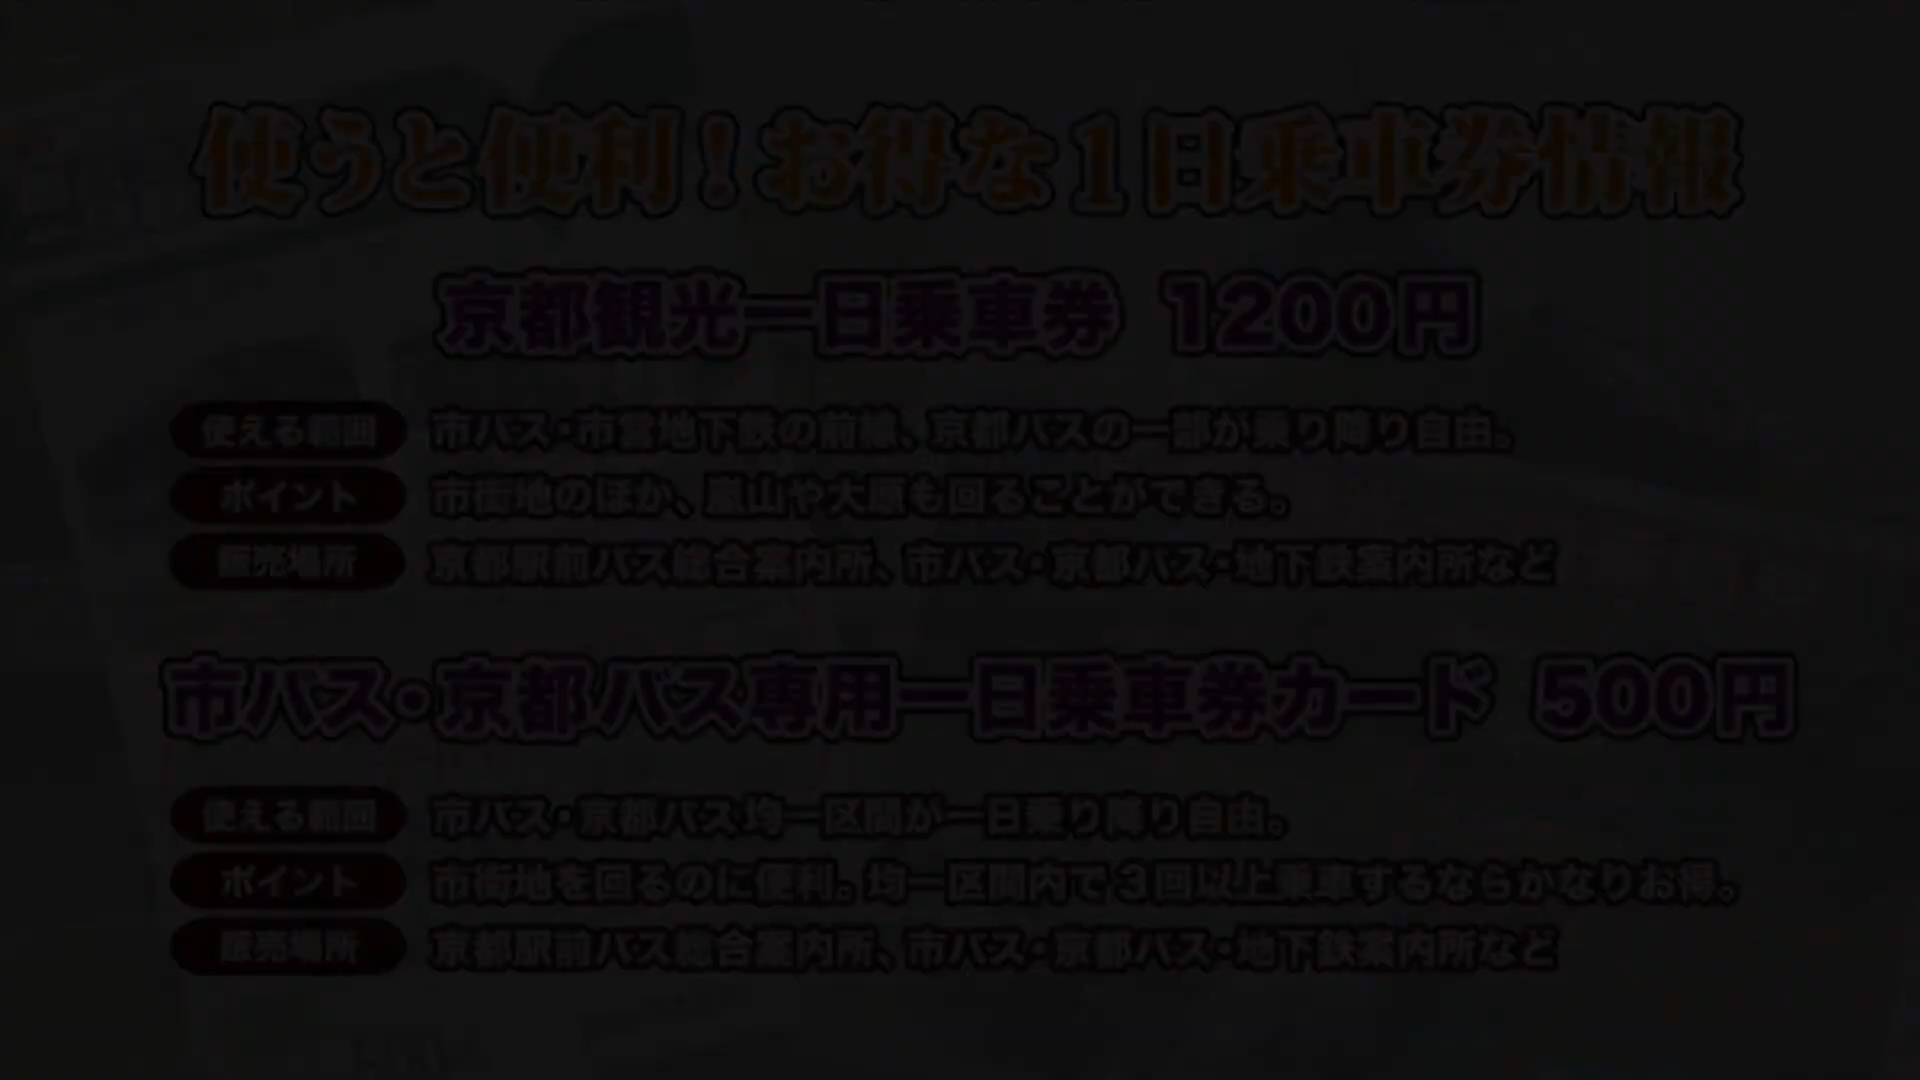 使うと便利！お得な１日乗車券情報
京都観光一日乗車券 1200円
使える範囲 市バス・市営地下鉄の前線、京都バスの一部が乗り降り自由。
ポイント 市街地のほか、嵐山や大原も回ることができる。
販売場所 京都駅前バス総合案内所、市バス・京都バス・地下鉄案内所など
市バス・京都バス専用一日乗車券カード 500円
使える範囲 市バス・京都バス均一区間が一日乗り降り自由。
ポイント 市街地を回るのに便利。均一区間内で３回以上乗車するならかなりお得。
販売場所 京都駅前バス総合案内所、市バス・京都バス・地下鉄案内所など